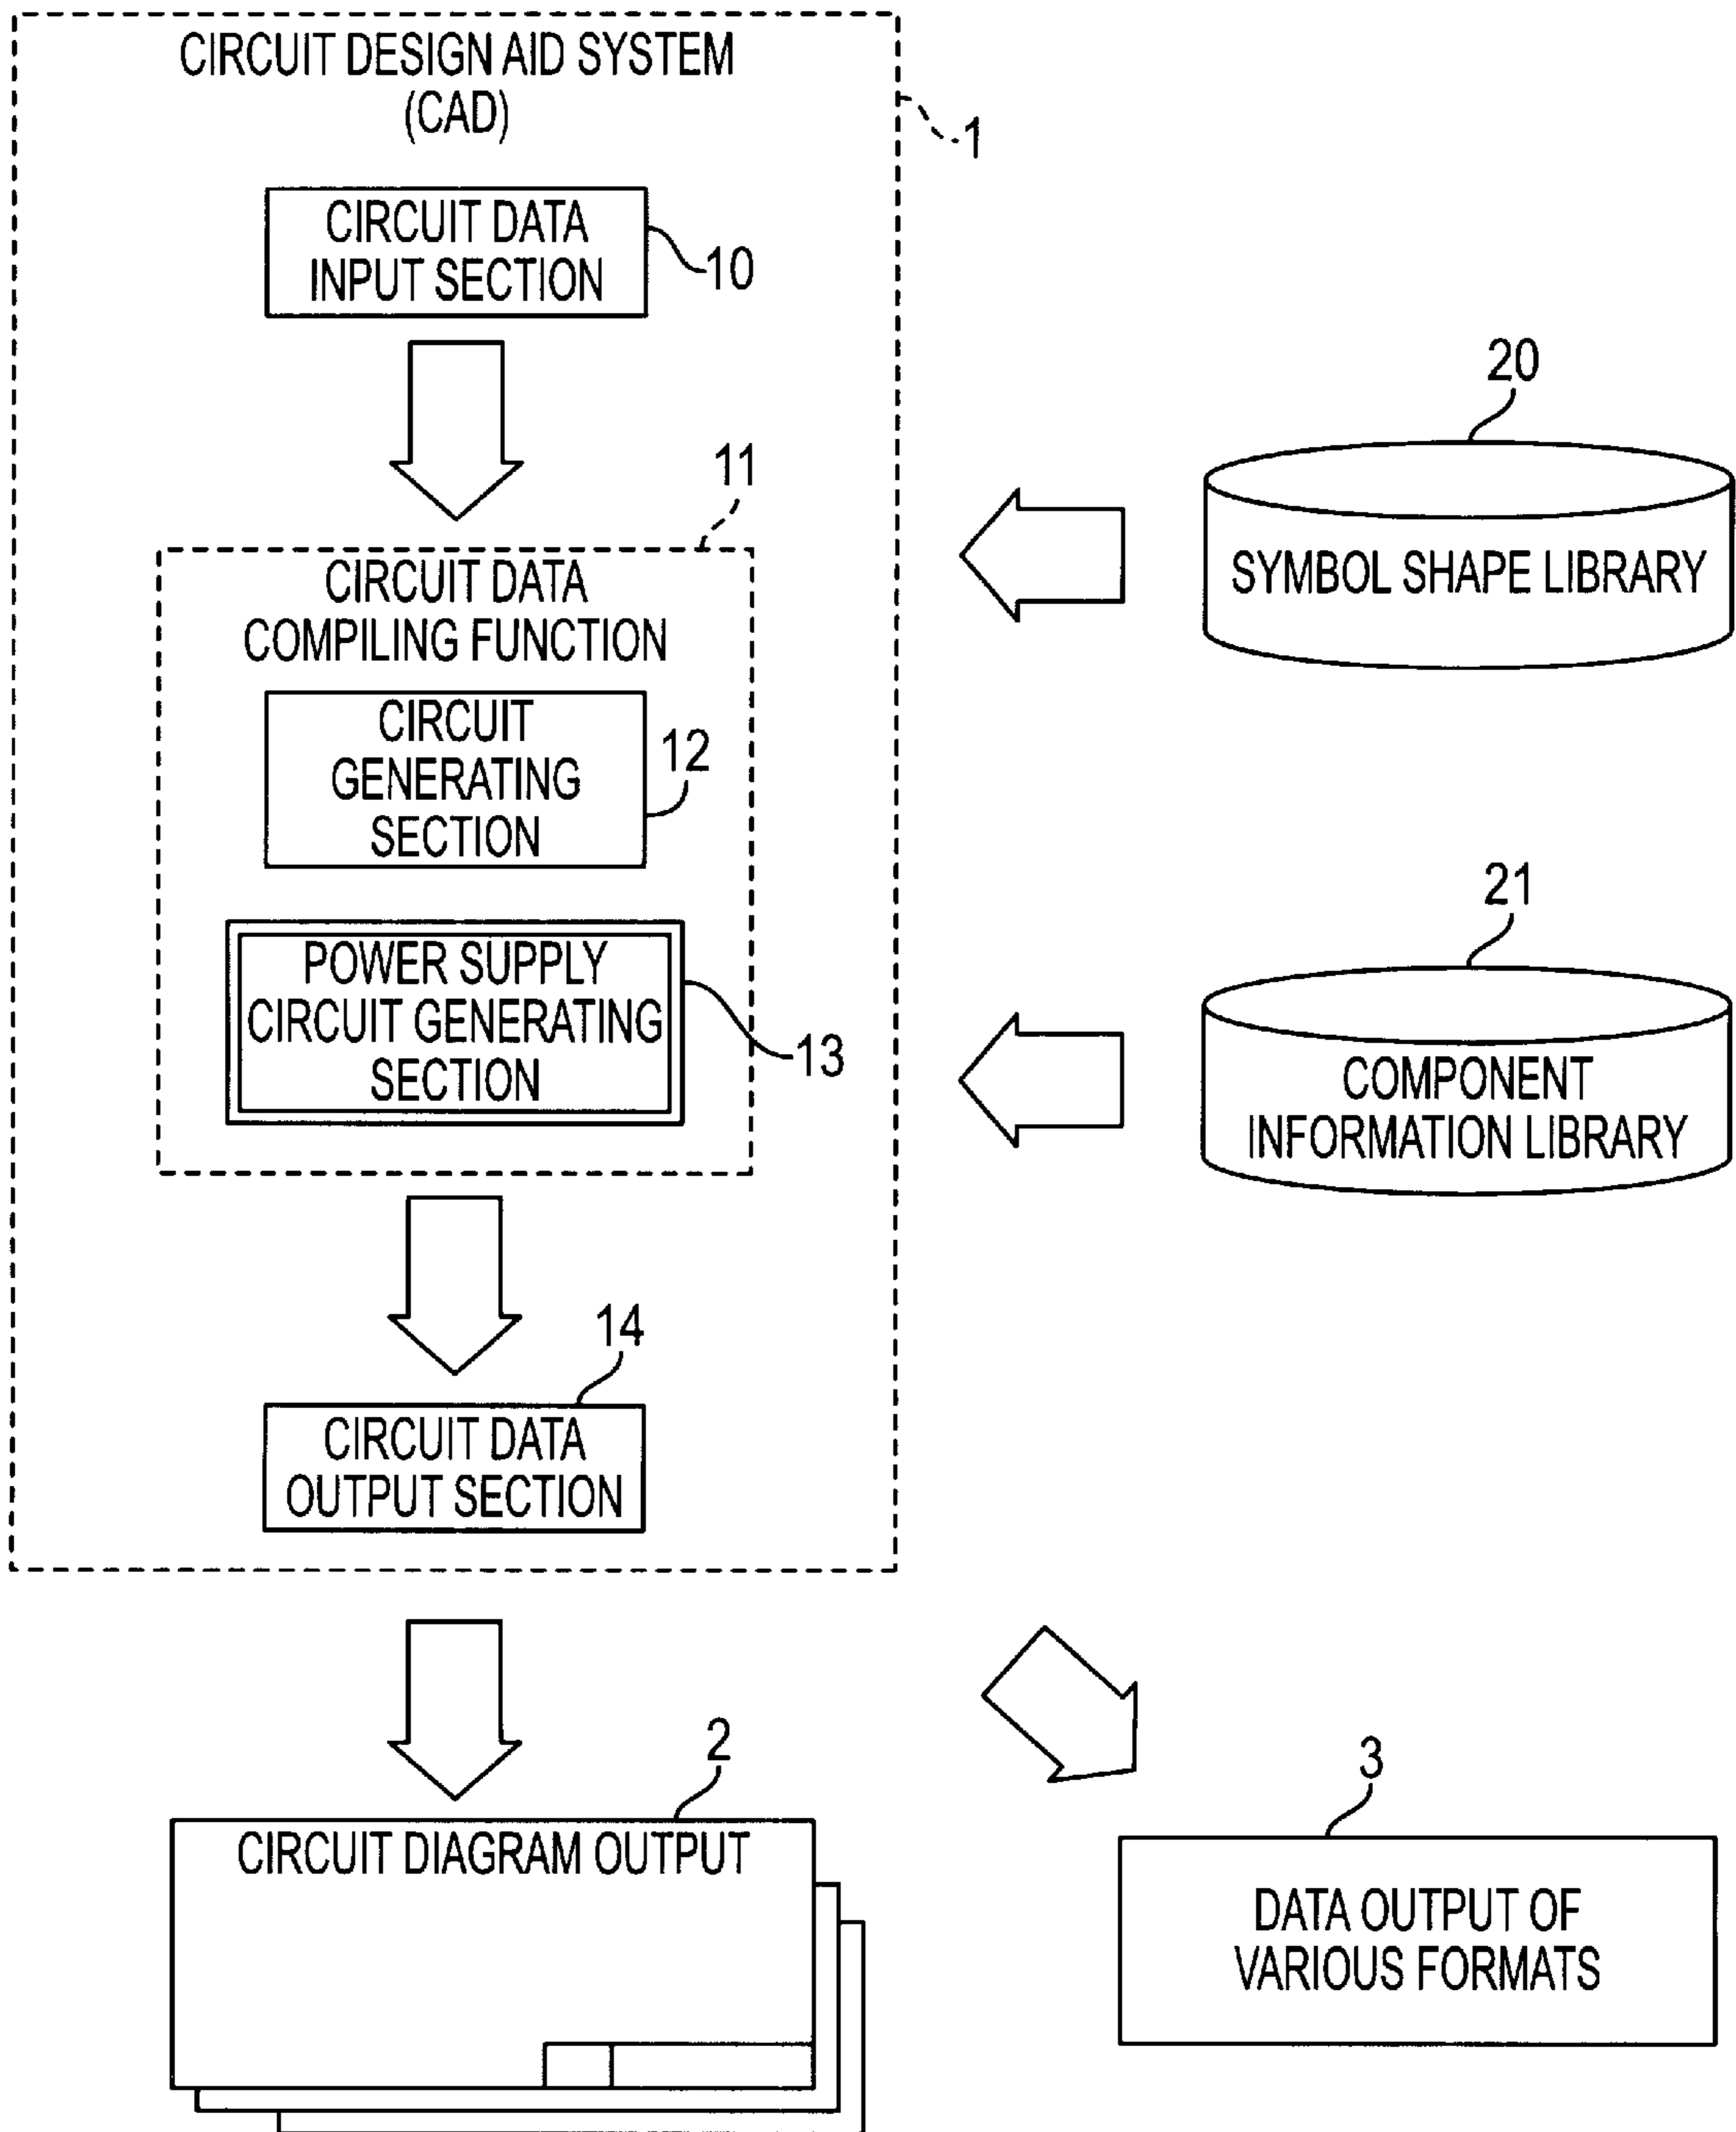 CIRCUIT DESIGN AID SYSTEM
(CAD)
1
CIRCUIT DATA
INPUT SECTION
10
20
SYMBOL SHAPE LIBRARY
11
CIRCUIT DATA
COMPILING FUNCTION
CIRCUIT
GENERATING
SECTION
12
21
COMPONENT
INFORMATION LIBRARY
POWER SUPPLY
CIRCUIT GENERATING
SECTION
13
14
CIRCUIT DATA
OUTPUT SECTION
2
CIRCUIT DIAGRAM OUTPUT
3
DATA OUTPUT OF
VARIOUS FORMATS